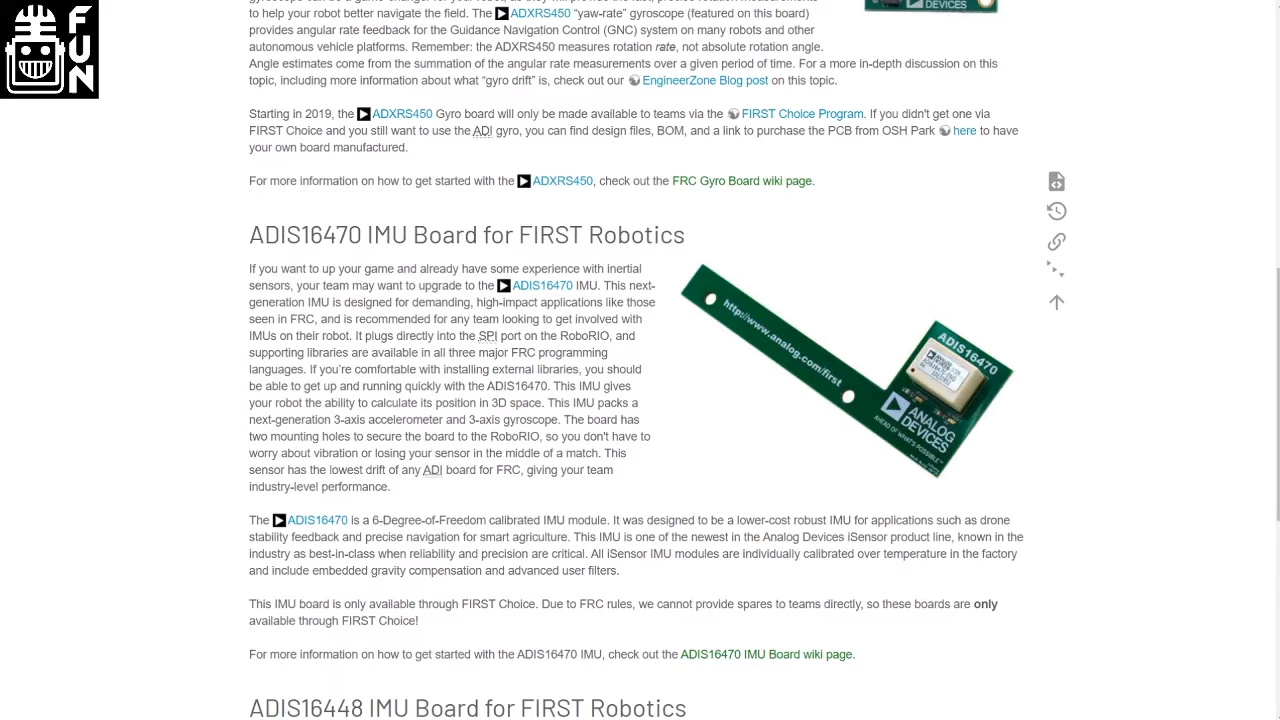 FUN
gyroscope can be a game changer for your robot, as they will provide the fast, precise rotation measurements
to help your robot better navigate the field. The ADXRS450 “yaw-rate” gyroscope (featured on this board)
provides angular rate feedback for the Guidance Navigation Control (GNC) system on many robots and other
autonomous vehicle platforms. Remember: the ADXRS450 measures rotation rate, not absolute rotation angle.
Angle estimates come from the summation of the angular rate measurements over a given period of time. For a more in-depth discussion on this
topic, including more information about what “gyro drift” is, check out our EngineerZone Blog post on this topic.
DEVICES
Starting in 2019, the ADXRS450 Gyro board will only be made available to teams via the FIRST Choice Program. If you didn't get one via
FIRST Choice and you still want to use the ADI gyro, you can find design files, BOM, and a link to purchase the PCB from OSH Park here to have
your own board manufactured.
For more information on how to get started with the ADXRS450, check out the FRC Gyro Board wiki page.
ADIS16470 IMU Board for FIRST Robotics
If you want to up your game and already have some experience with inertial
sensors, your team may want to upgrade to the ADIS16470 IMU. This next-
generation IMU is designed for demanding, high-impact applications like those
seen in FRC, and is recommended for any team looking to get involved with
IMUs on their robot. It plugs directly into the SPI port on the RoboRIO, and
supporting libraries are available in all three major FRC programming
languages. If you’re comfortable with installing external libraries, you should
be able to get up and running quickly with the ADIS16470. This IMU gives
your robot the ability to calculate its position in 3D space. This IMU packs a
next-generation 3-axis accelerometer and 3-axis gyroscope. The board has
two mounting holes to secure the board to the RoboRIO, so you don't have to
worry about vibration or losing your sensor in the middle of a match. This
sensor has the lowest drift of any ADI board for FRC, giving your team
industry-level performance.
http://www.analog.com/first
ADIS16470
ANALOG
DEVICES
AHEAD OF WHAT'S POSSIBLE™
The ADIS16470 is a 6-Degree-of-Freedom calibrated IMU module. It was designed to be a lower-cost robust IMU for applications such as drone
stability feedback and precise navigation for smart agriculture. This IMU is one of the newest in the Analog Devices iSensor product line, known in the
industry as best-in-class when reliability and precision are critical. All iSensor IMU modules are individually calibrated over temperature in the factory
and include embedded gravity compensation and advanced user filters.
This IMU board is only available through FIRST Choice. Due to FRC rules, we cannot provide spares to teams directly, so these boards are only
available through FIRST Choice!
For more information on how to get started with the ADIS16470 IMU, check out the ADIS16470 IMU Board wiki page.
ADIS16448 IMU Board for FIRST Robotics